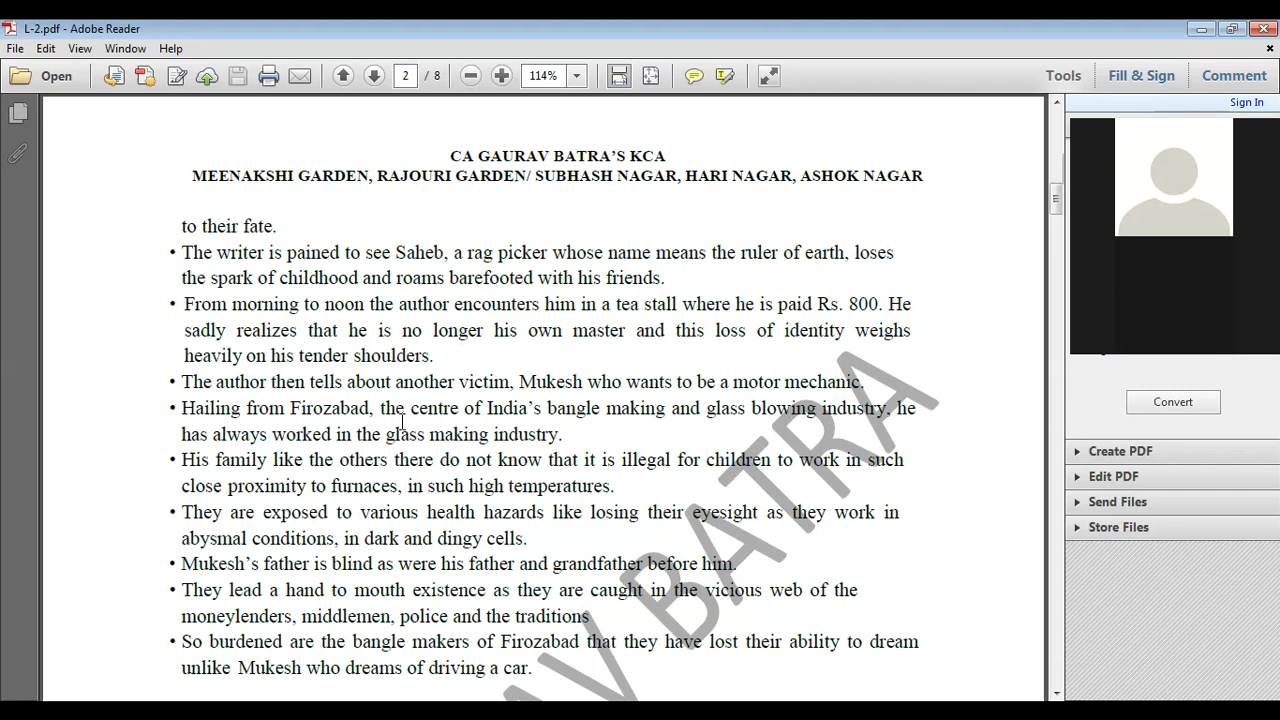 L-2.pdf - Adobe Reader
File Edit View Window Help
Open 2 / 8 114% Tools Fill & Sign Comment
Sign In
CA GAURAV BATRA'S KCA
MEENAKSHI GARDEN, RAJOURI GARDEN/ SUBHASH NAGAR, HARI NAGAR, ASHOK NAGAR
to their fate.
• The writer is pained to see Saheb, a rag picker whose name means the ruler of earth, loses
the spark of childhood and roams barefooted with his friends.
• From morning to noon the author encounters him in a tea stall where he is paid Rs. 800. He
sadly realizes that he is no longer his own master and this loss of identity weighs
heavily on his tender shoulders.
• The author then tells about another victim, Mukesh who wants to be a motor mechanic.
• Hailing from Firozabad, the centre of India's bangle making and glass blowing industry, he
has always worked in the glass making industry.
• His family like the others there do not know that it is illegal for children to work in such
close proximity to furnaces, in such high temperatures.
• They are exposed to various health hazards like losing their eyesight as they work in
abysmal conditions, in dark and dingy cells.
• Mukesh's father is blind as were his father and grandfather before him.
• They lead a hand to mouth existence as they are caught in the vicious web of the
moneylenders, middlemen, police and the traditions
• So burdened are the bangle makers of Firozabad that they have lost their ability to dream
unlike Mukesh who dreams of driving a car.
AV BATRA
Convert
Create PDF
Edit PDF
Send Files
Store Files